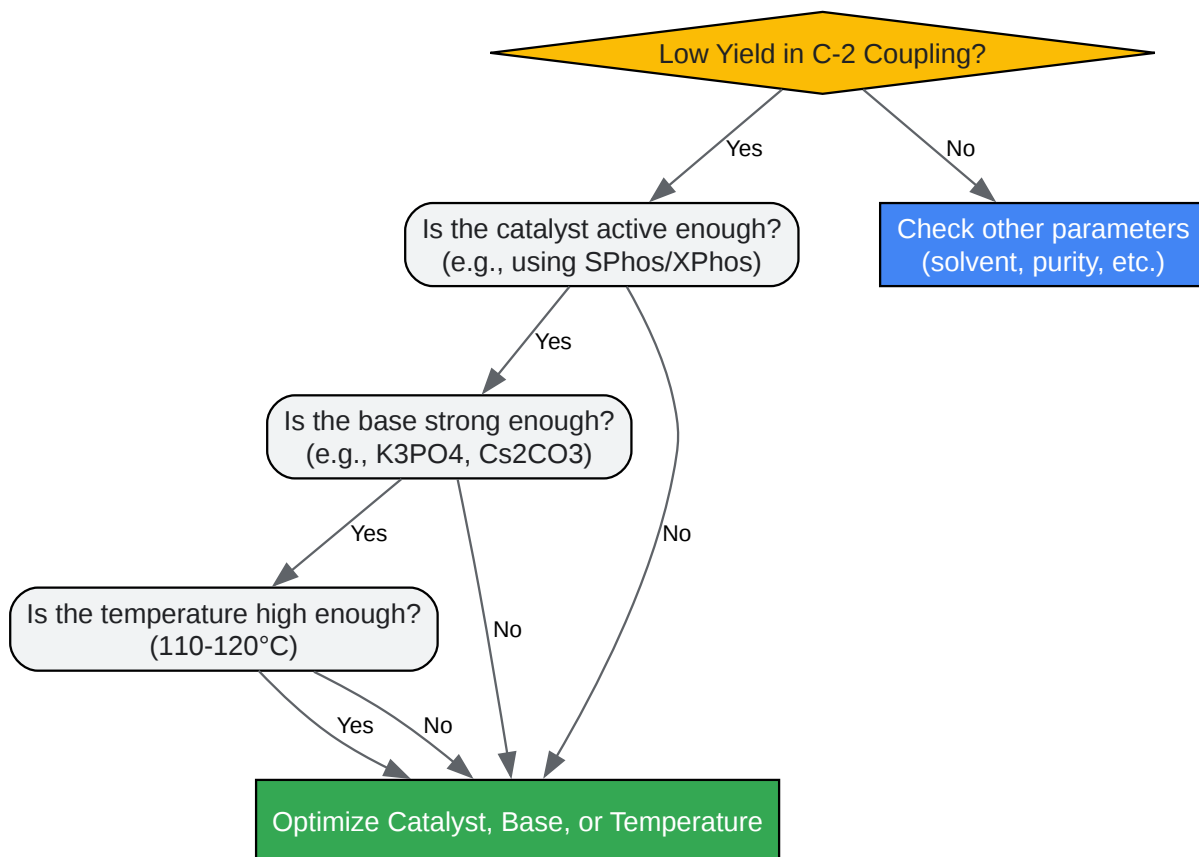 Low Yield in C-2 Coupling?
Yes
No
Is the catalyst active enough?
(e.g., using SPhos/XPhos)
Check other parameters
(solvent, purity, etc.)
Yes
Is the base strong enough?
(e.g., K3PO4, Cs2CO3)
Yes
No
No
Is the temperature high enough?
(110-120°C)
Yes
No
Optimize Catalyst, Base, or Temperature